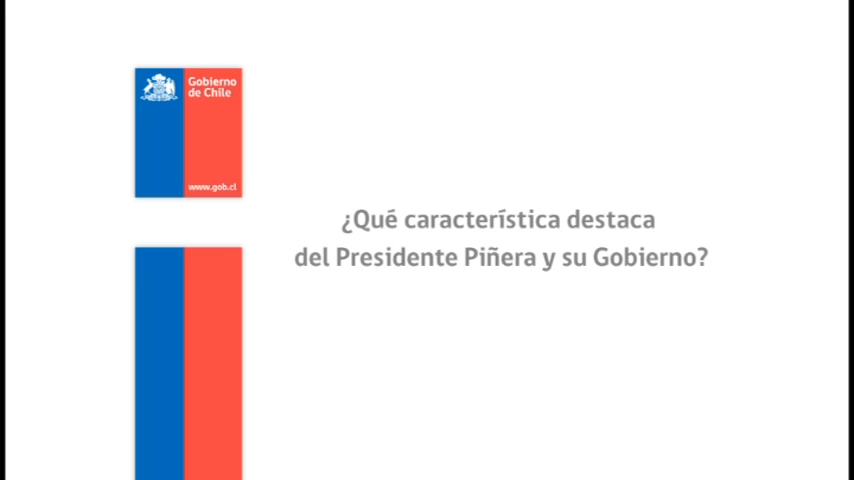 Gobierno
de Chile
www.gob.cl
¿Qué característica destaca
del Presidente Piñera y su Gobierno?